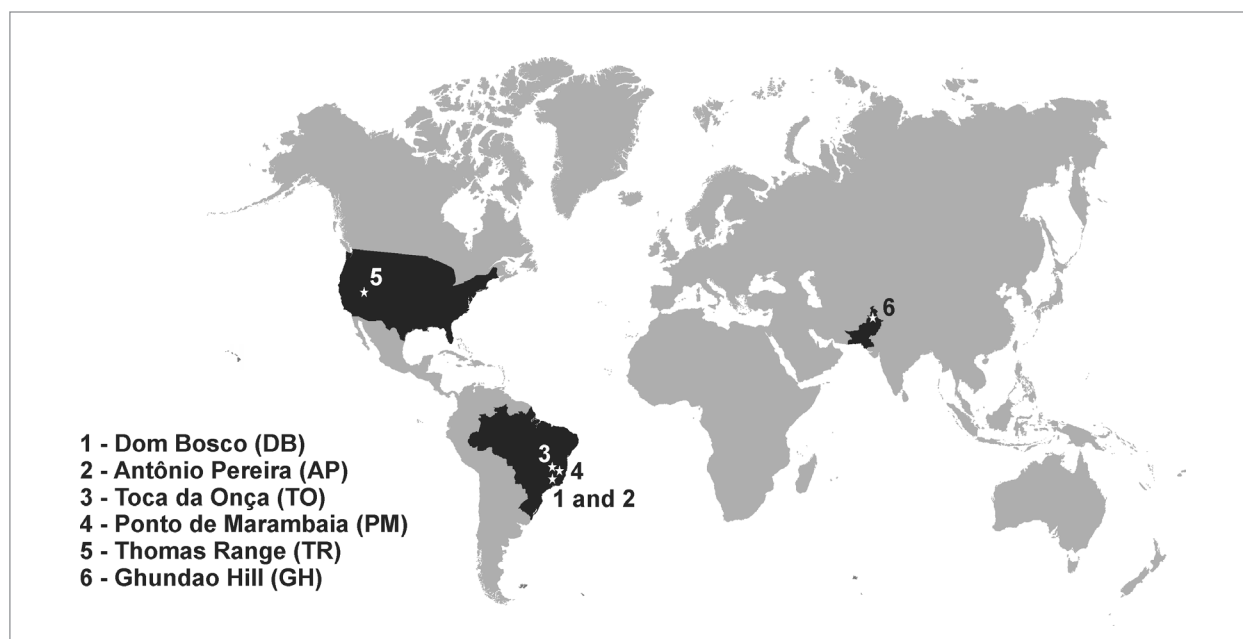 5
6
3
4
1 and 2
1 - Dom Bosco (DB)
2 - Antônio Pereira (AP)
3 - Toca da Onça (TO)
4 - Ponto de Marambaia (PM)
5 - Thomas Range (TR)
6 - Ghundao Hill (GH)